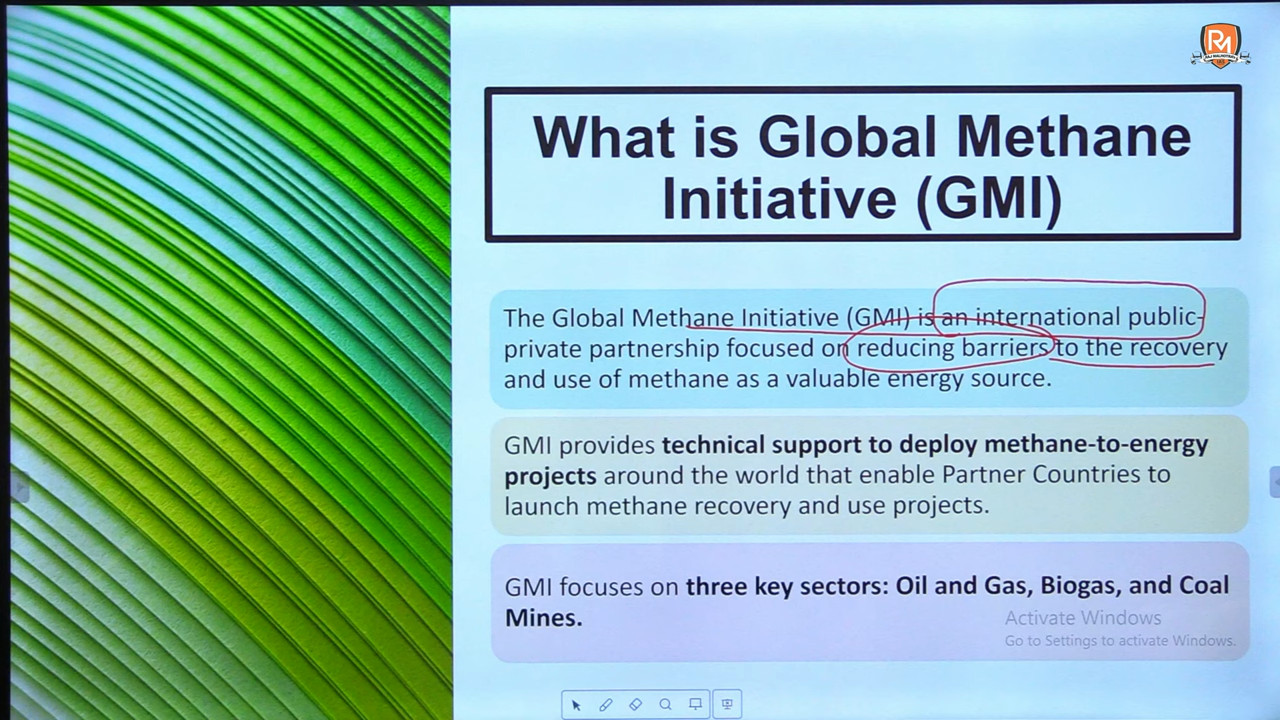 What is Global Methane
Initiative (GMI)
The Global Methane Initiative (GMI) is an international public-
private partnership focused on reducing barriers to the recovery
and use of methane as a valuable energy source.
GMI provides technical support to deploy methane-to-energy
projects around the world that enable Partner Countries to
launch methane recovery and use projects.
GMI focuses on three key sectors: Oil and Gas, Biogas, and Coal
Mines.
Activate Windows
Go to Settings to activate Windows.